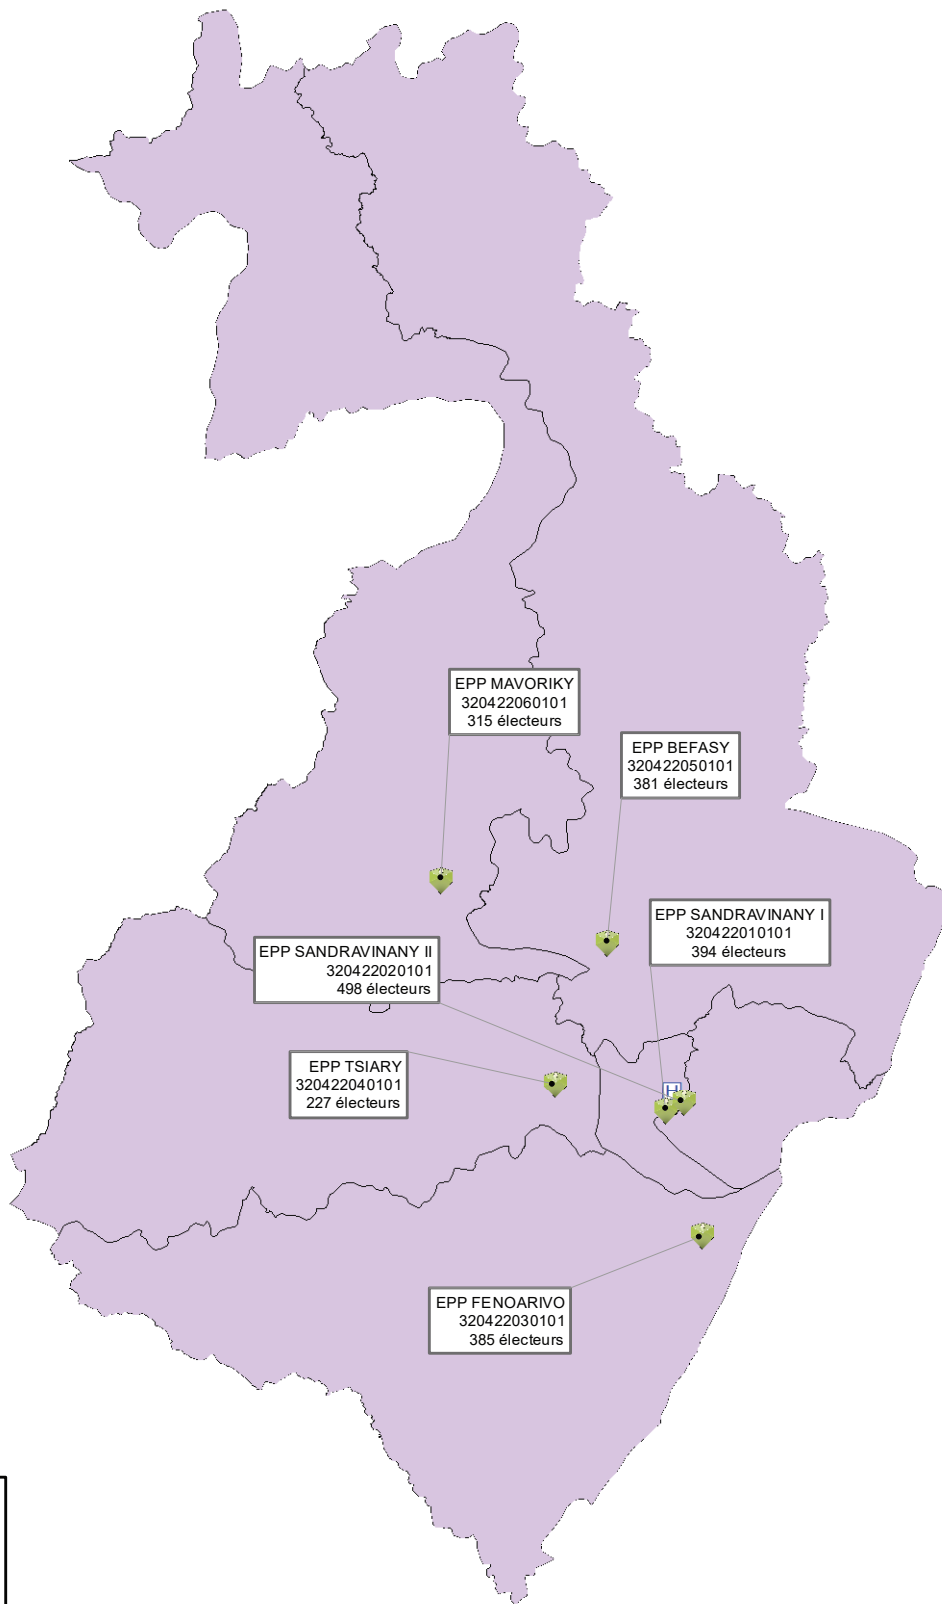 EPP MAVORIKY
320422060101
315 électeurs
EPP BEFASY
320422050101
381 électeurs
EPP SANDRAVINANY I
320422010101
394 électeurs
EPP SANDRAVINANY II
320422020101
498 électeurs
EPP TSIARY
320422040101
227 électeurs
H
EPP FENOARIVO
320422030101
385 électeurs